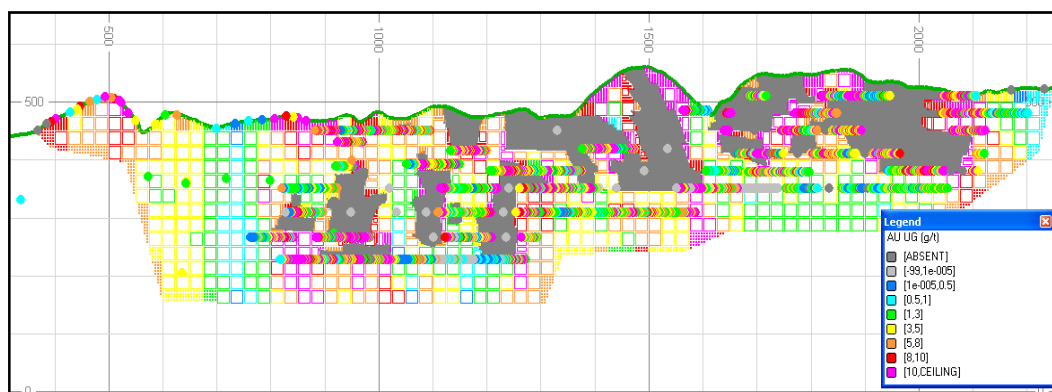 500
1000
1500
2000
500
500
Legend
AU UG (g/t)
[ABSENT]
[-99,1e-005]
[1e-005,0.5]
[0.5,1]
[1,3]
[3,5]
[5,8]
[8,10]
[10,CEILING]
0